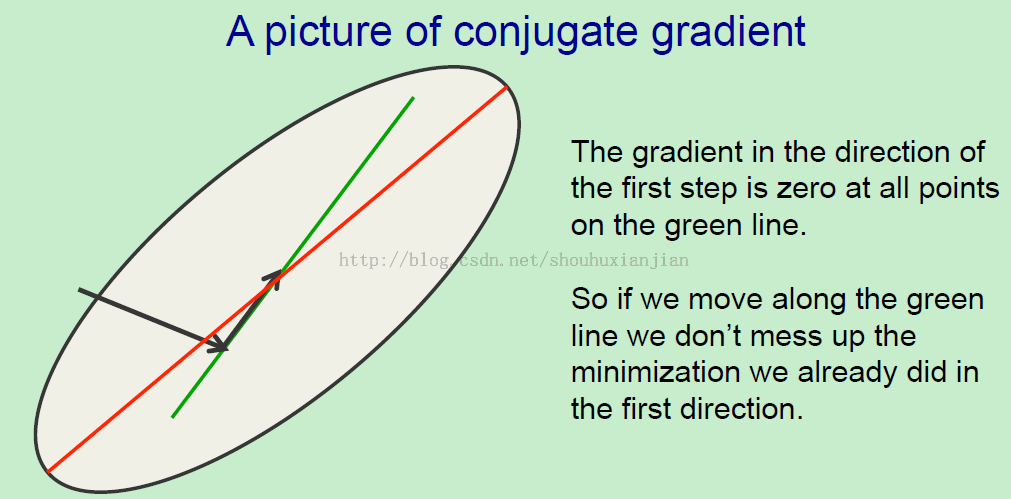 A picture of conjugate gradient
The gradient in the direction of
the first step is zero at all points
on the green line.
http://blog.csdn.net/shouhuxianjian
So if we move along the green
line we don’t mess up the
minimization we already did in
the first direction.